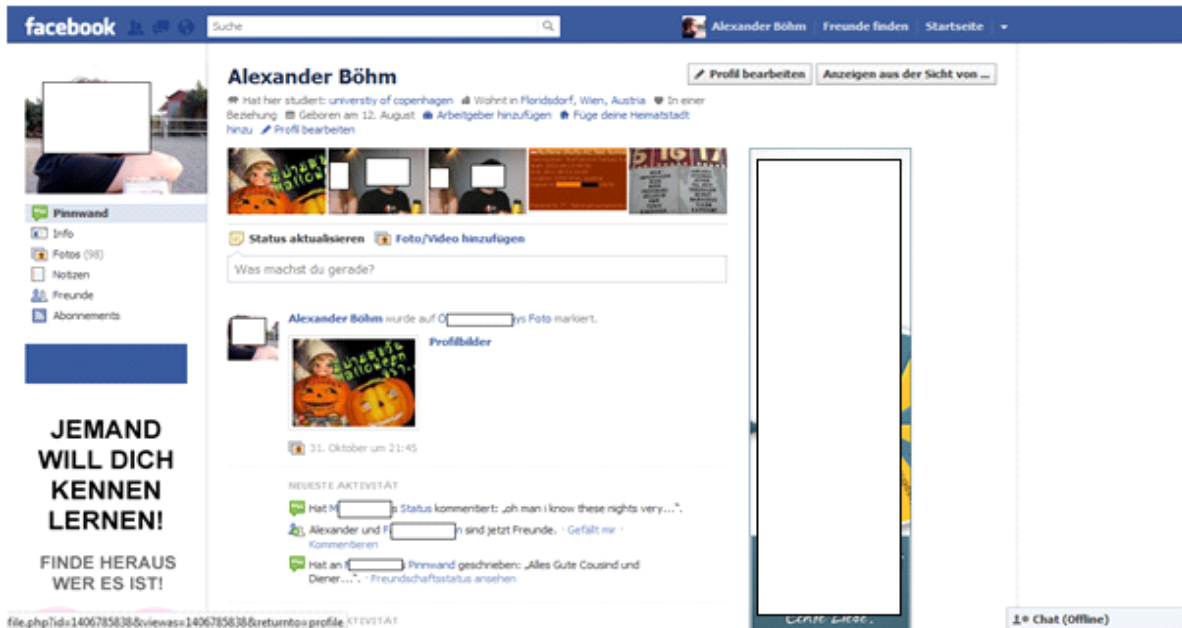 facebook
Suche
Alexander Böhm Freunde finden Startseite
Alexander Böhm
Profil bearbeiten Anzeigen aus der Sicht von ...
Hat hier studiert: universtiy of copenhagen Wohnt in Floridsdorf, Wien, Austria In einer
Beziehung Geboren am 12. August Arbeitgeber hinzufügen Füge deine Heimatstadt
hinzu Profil bearbeiten
Pinnwand
Info
Fotos (98)
Notizen
Freunde
Abonnements
JEMAND
WILL DICH
KENNEN
LERNEN!
FINDE HERAUS
WER ES IST!
Status aktualisieren Foto/Video hinzufügen
Was machst du gerade?
Alexander Böhm wurde auf O ys Foto markiert.
Profilbilder
31. Oktober um 21:45
NEUESTE AKTIVITÄT
Hat M s Status kommentiert: „oh man i know these nights very...“.
Alexander und F n sind jetzt Freunde. · Gefällt mir ·
Kommentieren
Hat an Pinnwand geschrieben: „Alles Gute Cousind und
Diener...“. · Freundschaftsstatus ansehen
KTIVITÄT
file.php?id=1406785838&viewas=1406785838&returnto=profile
Echte Liebe.
Chat (Offline)